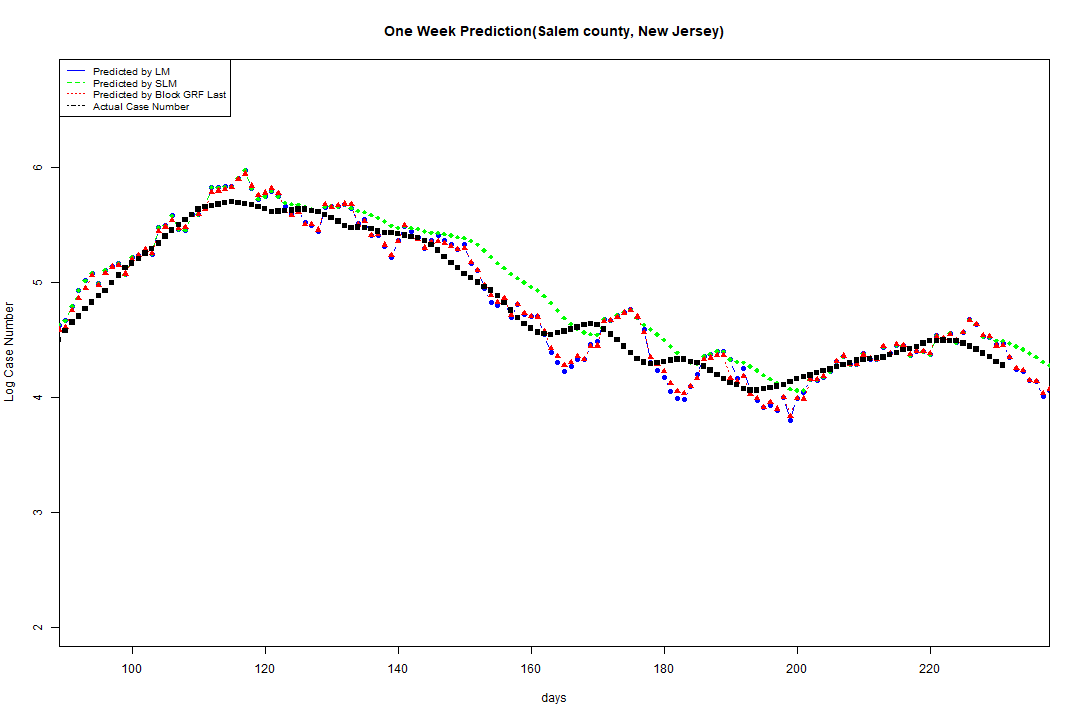 One Week Prediction(Salem county, New Jersey)
Predicted by LM
Predicted by SLM
Predicted by Block GRF Last
Actual Case Number
6
5
4
3
2
Log Case Number
100 120 140 160 180 200 220
days